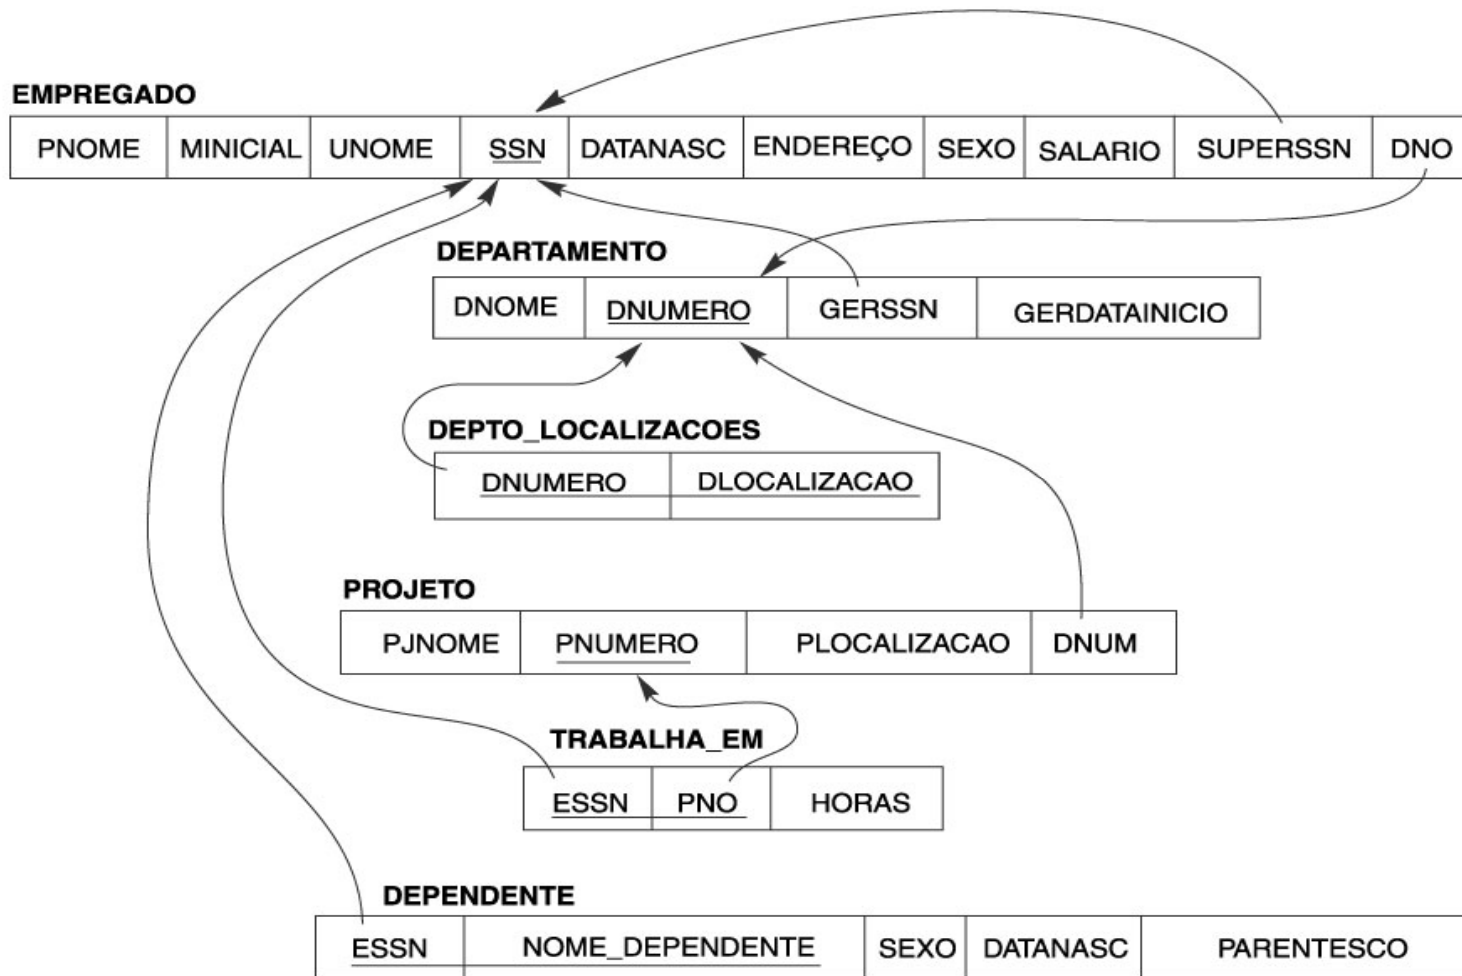 EMPREGADO
PNOME MINICIAL UNOME SSN DATANASC ENDEREÇO SEXO SALARIO SUPERSSN DNO
DEPARTAMENTO
DNOME DNUMERO GERSSN GERDATAINICIO
DEPTO_LOCALIZACOES
DNUMERO DLOCALIZACAO
PROJETO
PJNOME PNUMERO PLOCALIZACAO DNUM
TRABALHA_EM
ESSN PNO HORAS
DEPENDENTE
ESSN NOME_DEPENDENTE SEXO DATANASC PARENTESCO